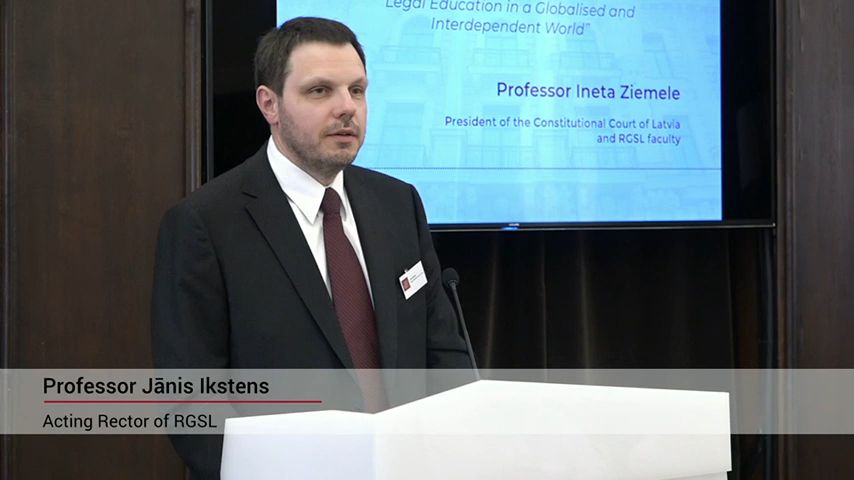 Legal Education in a Globalised and
Interdependent World"
Professor Ineta Ziemele
President of the Constitutional Court of Latvia
and RGSL faculty
Professor Jānis Ikstens
Acting Rector of RGSL